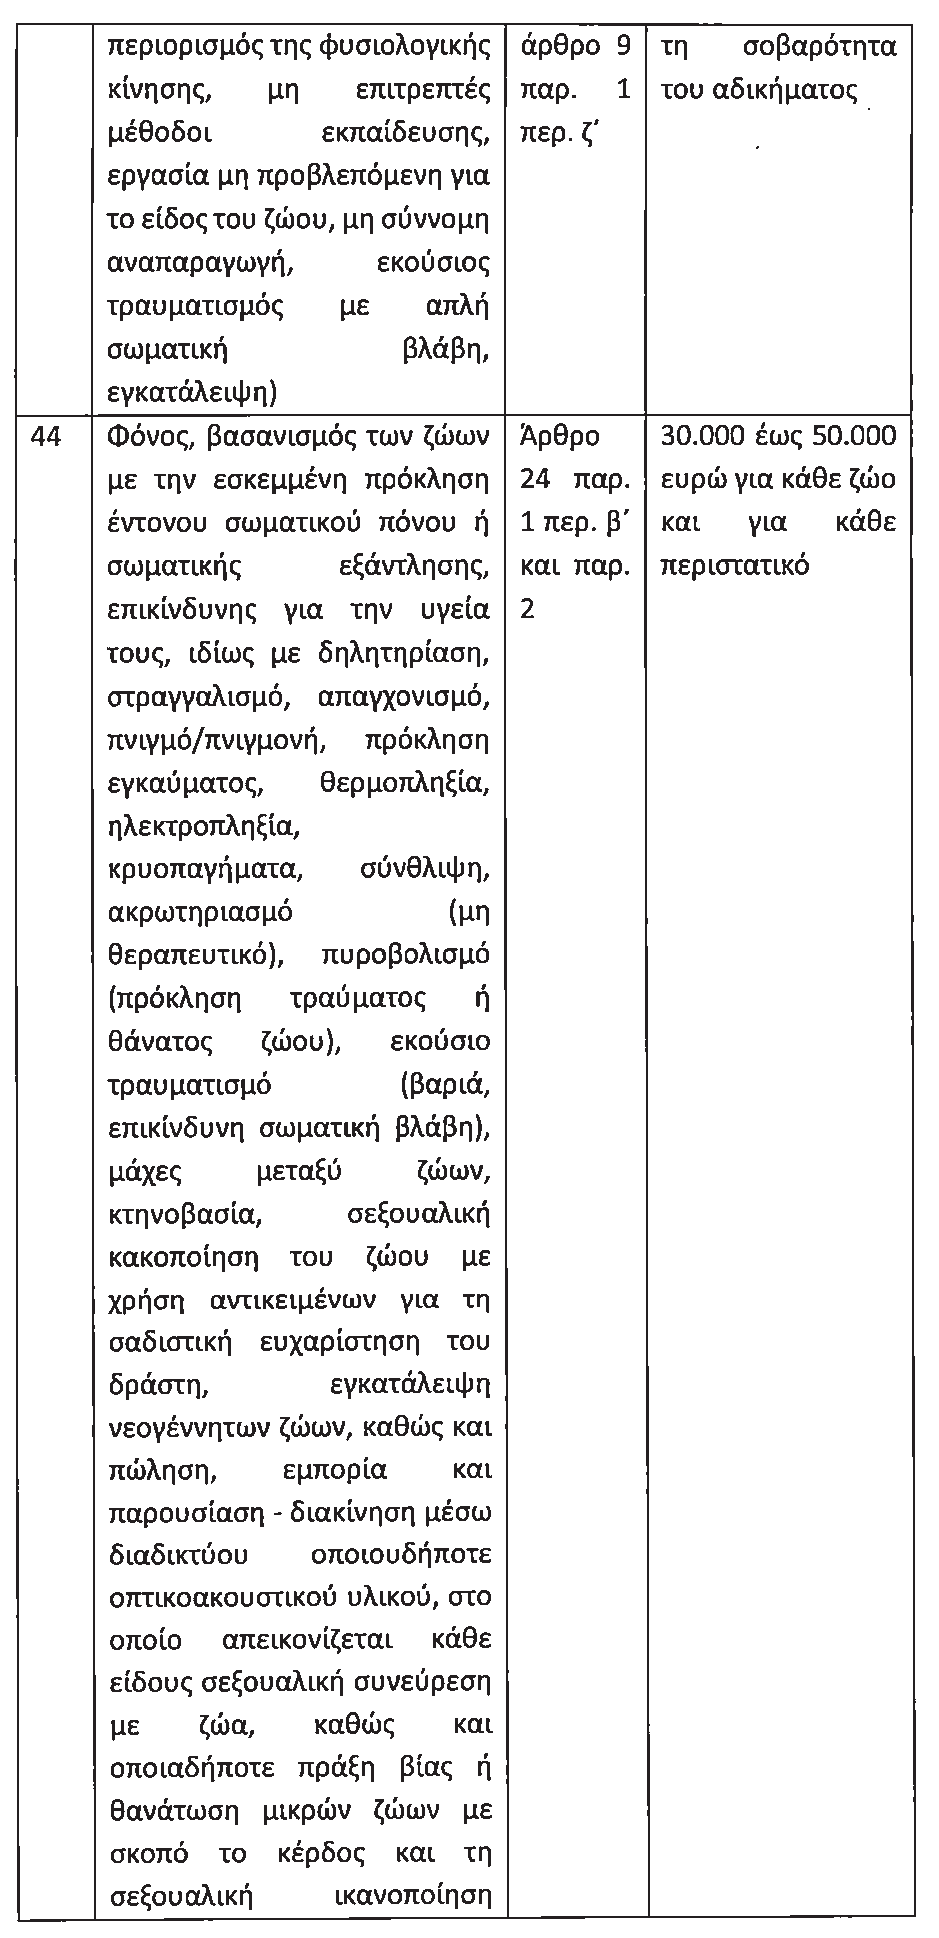 περιορισμός της φυσιολογικής
κίνησης, μη επιτρεπτές
μέθοδοι εκπαίδευσης,
εργασία μη προβλεπόμενη για
το είδος του ζώου, μη σύννομη
αναπαραγωγή, εκούσιος
τραυματισμός με απλή
σωματική βλάβη,
εγκατάλειψη)
άρθρο 9
παρ. 1
περ. ζ΄
τη σοβαρότητα
του αδικήματος
44
Φόνος, βασανισμός των ζώων
με την εσκεμμένη πρόκληση
έντονου σωματικού πόνου ή
σωματικής εξάντλησης,
επικίνδυνης για την υγεία
τους, ιδίως με δηλητηρίαση,
στραγγαλισμό, απαγχονισμό,
πνιγμό/πνιγμονή, πρόκληση
εγκαύματος, θερμοπληξία,
ηλεκτροπληξία,
κρυοπαγήματα, σύνθλιψη,
ακρωτηριασμό (μη
θεραπευτικό), πυροβολισμό
(πρόκληση τραύματος ή
θάνατος ζώου), εκούσιο
τραυματισμό (βαριά,
επικίνδυνη σωματική βλάβη),
μάχες μεταξύ ζώων,
κτηνοβασία, σεξουαλική
κακοποίηση του ζώου με
χρήση αντικειμένων για τη
σαδιστική ευχαρίστηση του
δράστη, εγκατάλειψη
νεογέννητων ζώων, καθώς και
πώληση, εμπορία και
παρουσίαση - διακίνηση μέσω
διαδικτύου οποιουδήποτε
οπτικοακουστικού υλικού, στο
οποίο απεικονίζεται κάθε
είδους σεξουαλική συνεύρεση
με ζώα, καθώς και
οποιαδήποτε πράξη βίας ή
θανάτωση μικρών ζώων με
σκοπό το κέρδος και τη
σεξουαλική ικανοποίηση
Άρθρο
24 παρ.
1 περ. β΄
και παρ.
2
30.000 έως 50.000
ευρώ για κάθε ζώο
και για κάθε
περιστατικό